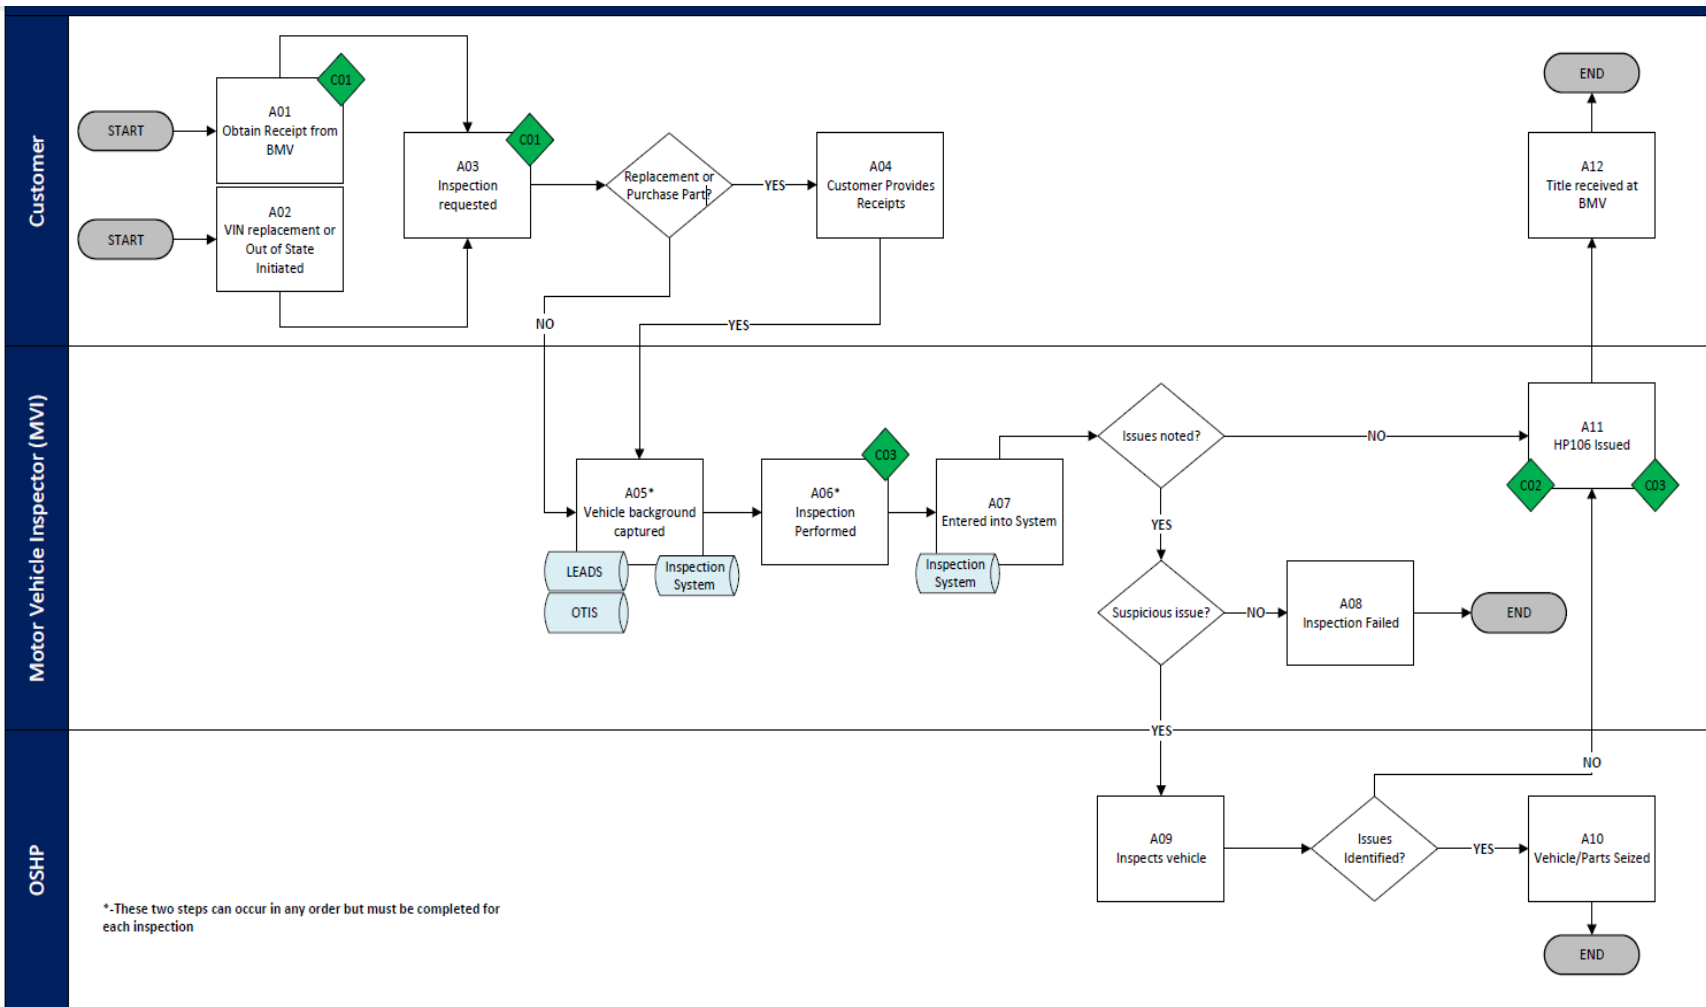 Customer
START
A01
Obtain Receipt from
BMV
C01
START
A02
VIN replacement or
Out of State
Initiated
A03
Inspection
requested
C01
Replacement or
Purchase Part?
YES
A04
Customer Provides
Receipts
NO
YES
END
A12
Title received at
BMV
Motor Vehicle Inspector (MVI)
A05*
Vehicle background
captured
LEADS
OTIS
Inspection
System
A06*
Inspection
Performed
C03
A07
Entered into System
Inspection
System
Issues noted?
NO
YES
Suspicious issue?
NO
A08
Inspection Failed
END
A11
HP106 Issued
C02
C03
YES
OSHP
A09
Inspects vehicle
Issues
Identified?
NO
YES
A10
Vehicle/Parts Seized
END
*-These two steps can occur in any order but must be completed for
each inspection